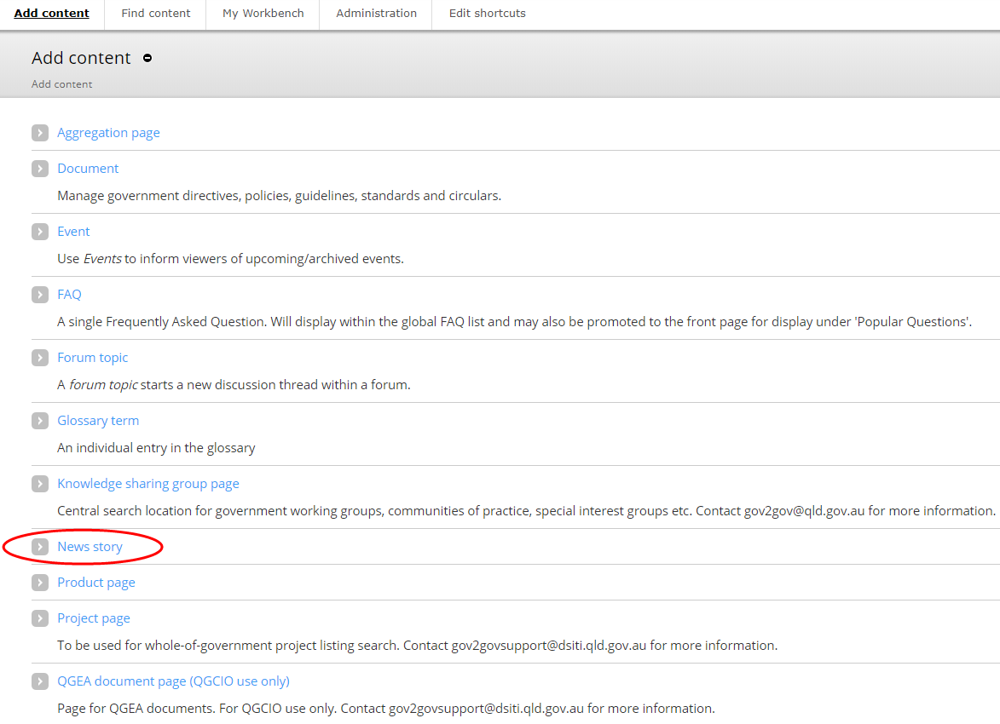 Add content Find content My Workbench Administration Edit shortcuts
Add content
Add content
Aggregation page
Document
Manage government directives, policies, guidelines, standards and circulars.
Event
Use Events to inform viewers of upcoming/archived events.
FAQ
A single Frequently Asked Question. Will display within the global FAQ list and may also be promoted to the front page for display under 'Popular Questions'.
Forum topic
A forum topic starts a new discussion thread within a forum.
Glossary term
An individual entry in the glossary
Knowledge sharing group page
Central search location for government working groups, communities of practice, special interest groups etc. Contact gov2gov@qld.gov.au for more information.
News story
Product page
Project page
To be used for whole-of-government project listing search. Contact gov2govsupport@dsiti.qld.gov.au for more information.
QGEA document page (QGCIO use only)
Page for QGEA documents. For QGCIO use only. Contact gov2govsupport@dsiti.qld.gov.au for more information.